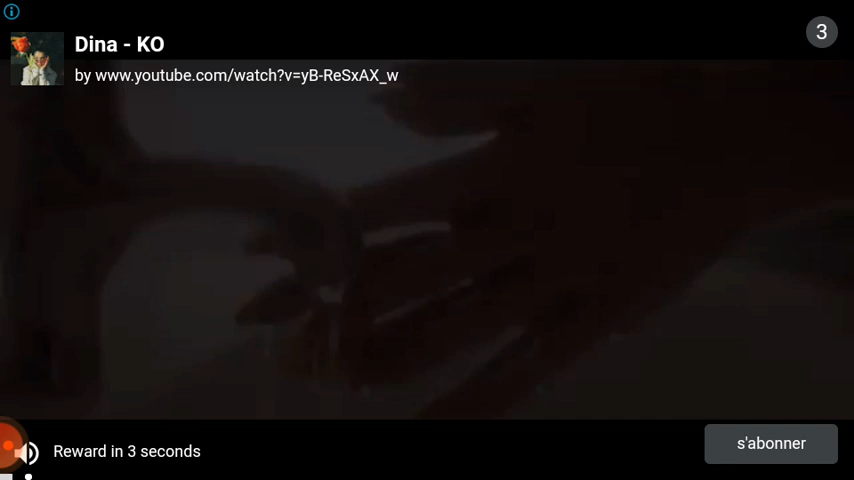 Dina - KO
3
by www.youtube.com/watch?v=yB-ReSxAX_w
Reward in 3 seconds
s'abonner